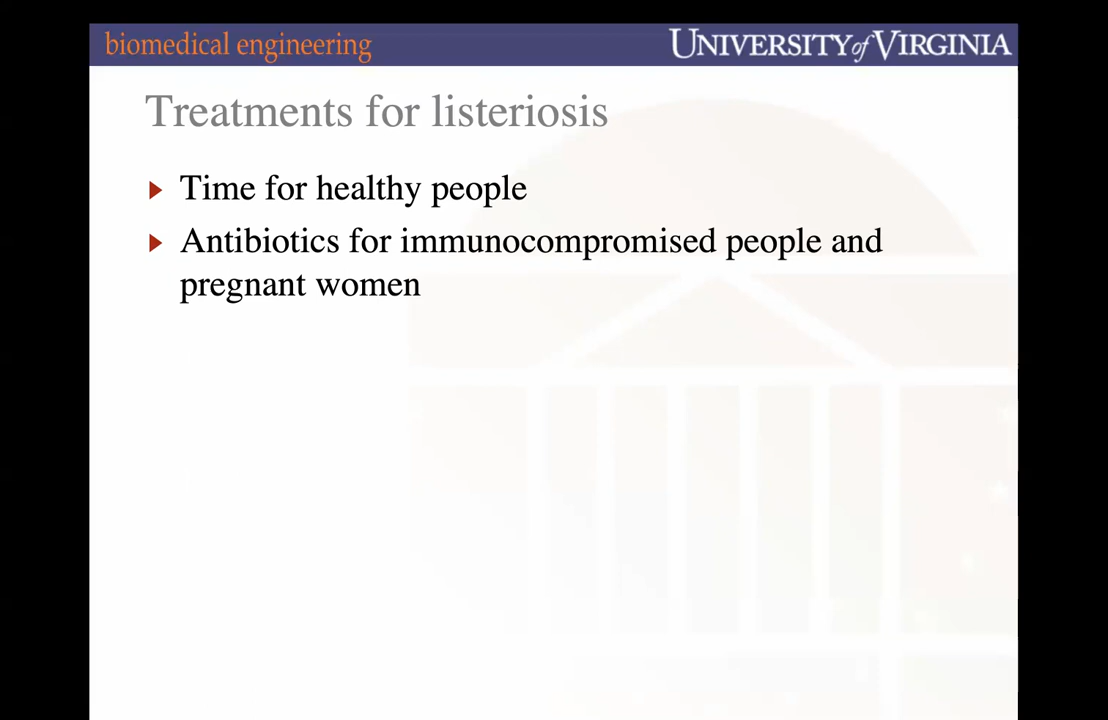 biomedical engineering
UNIVERSITY of VIRGINIA
Treatments for listeriosis
Time for healthy people
Antibiotics for immunocompromised people and
pregnant women